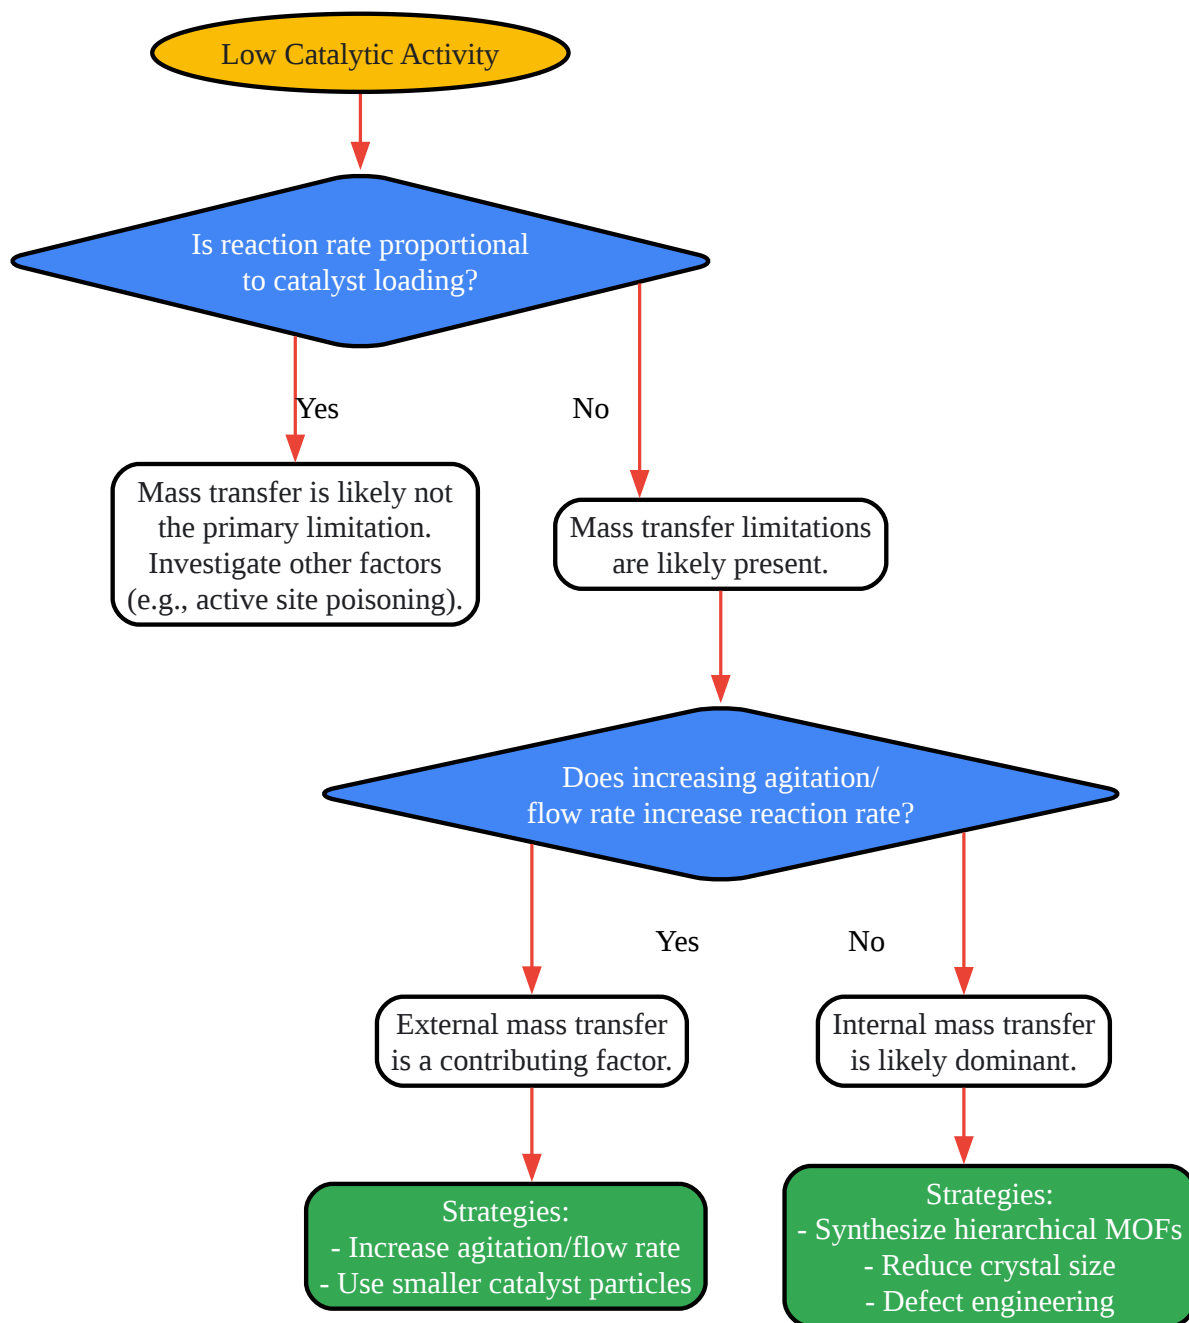 Low Catalytic Activity
Is reaction rate proportional
to catalyst loading?
Yes
No
Mass transfer is likely not
the primary limitation.
Investigate other factors
(e.g., active site poisoning).
Mass transfer limitations
are likely present.
Does increasing agitation/
flow rate increase reaction rate?
Yes
No
External mass transfer
is a contributing factor.
Internal mass transfer
is likely dominant.
Strategies:
- Increase agitation/flow rate
- Use smaller catalyst particles
Strategies:
- Synthesize hierarchical MOFs
- Reduce crystal size
- Defect engineering